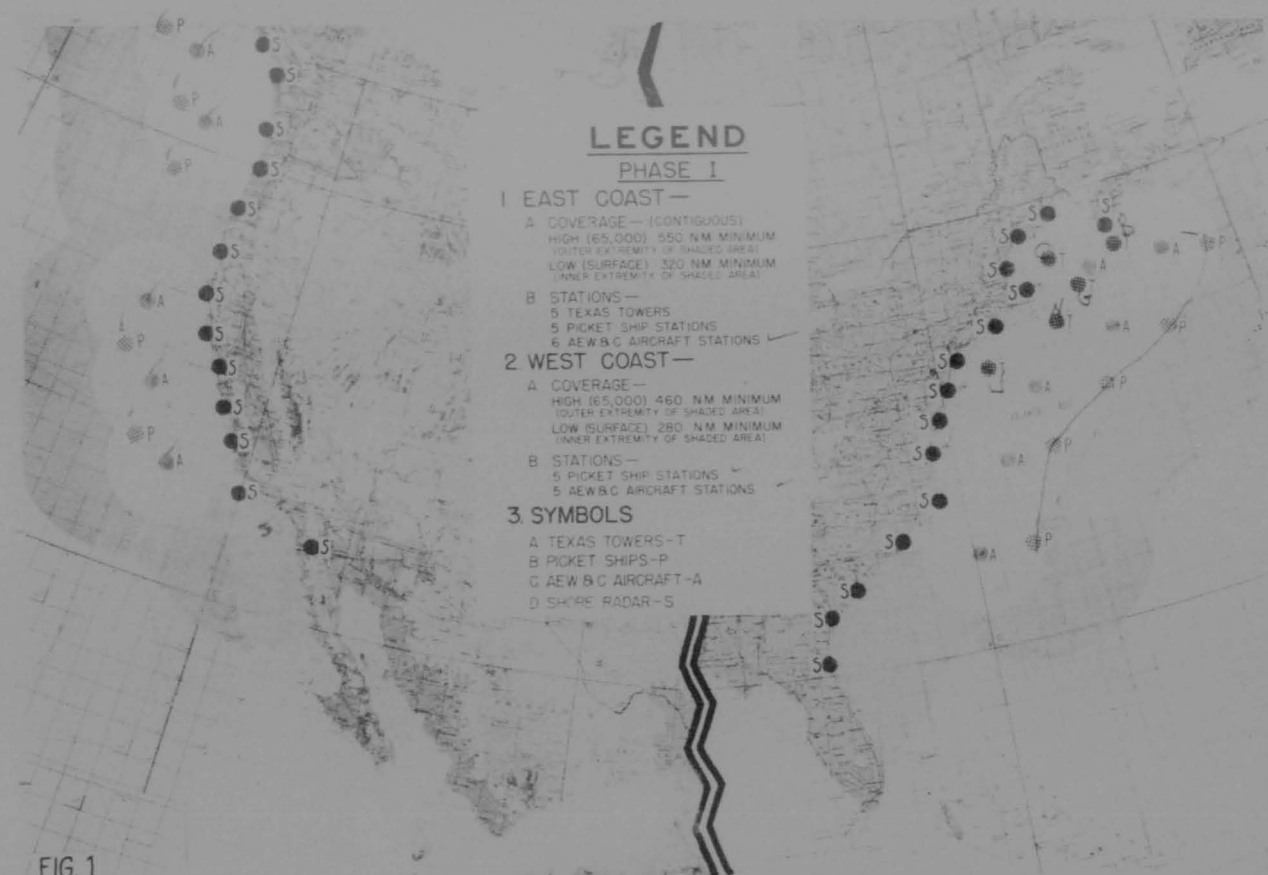 LEGEND
PHASE I
1 EAST COAST—
A COVERAGE—(CONTIGUOUS)
HIGH (65,000) 550 NM MINIMUM
(OUTER EXTREMITY OF SHADED AREA)
LOW (SURFACE) 320 NM MINIMUM
(INNER EXTREMITY OF SHADED AREA)
B STATIONS—
5 TEXAS TOWERS
5 PICKET SHIP STATIONS
6 AEW&C AIRCRAFT STATIONS
2. WEST COAST—
A COVERAGE—
HIGH (65,000) 460 NM MINIMUM
(OUTER EXTREMITY OF SHADED AREA)
LOW (SURFACE) 280 NM MINIMUM
(INNER EXTREMITY OF SHADED AREA)
B STATIONS—
5 PICKET SHIP STATIONS
5 AEW&C AIRCRAFT STATIONS
3. SYMBOLS
A TEXAS TOWERS-T
B PICKET SHIPS-P
C AEW&C AIRCRAFT-A
D SHORE RADAR-S
P
A
S
S
P
A
S
P
S
S
S
A
S
P
S
S
A
S
P
S
A
S
S
S
S
S
T
A
P
S
T
A
S
T
S
T
A
P
S
T
A
P
S
S
P
S
A
S
S
A
P
S
S
S
FIG. 1